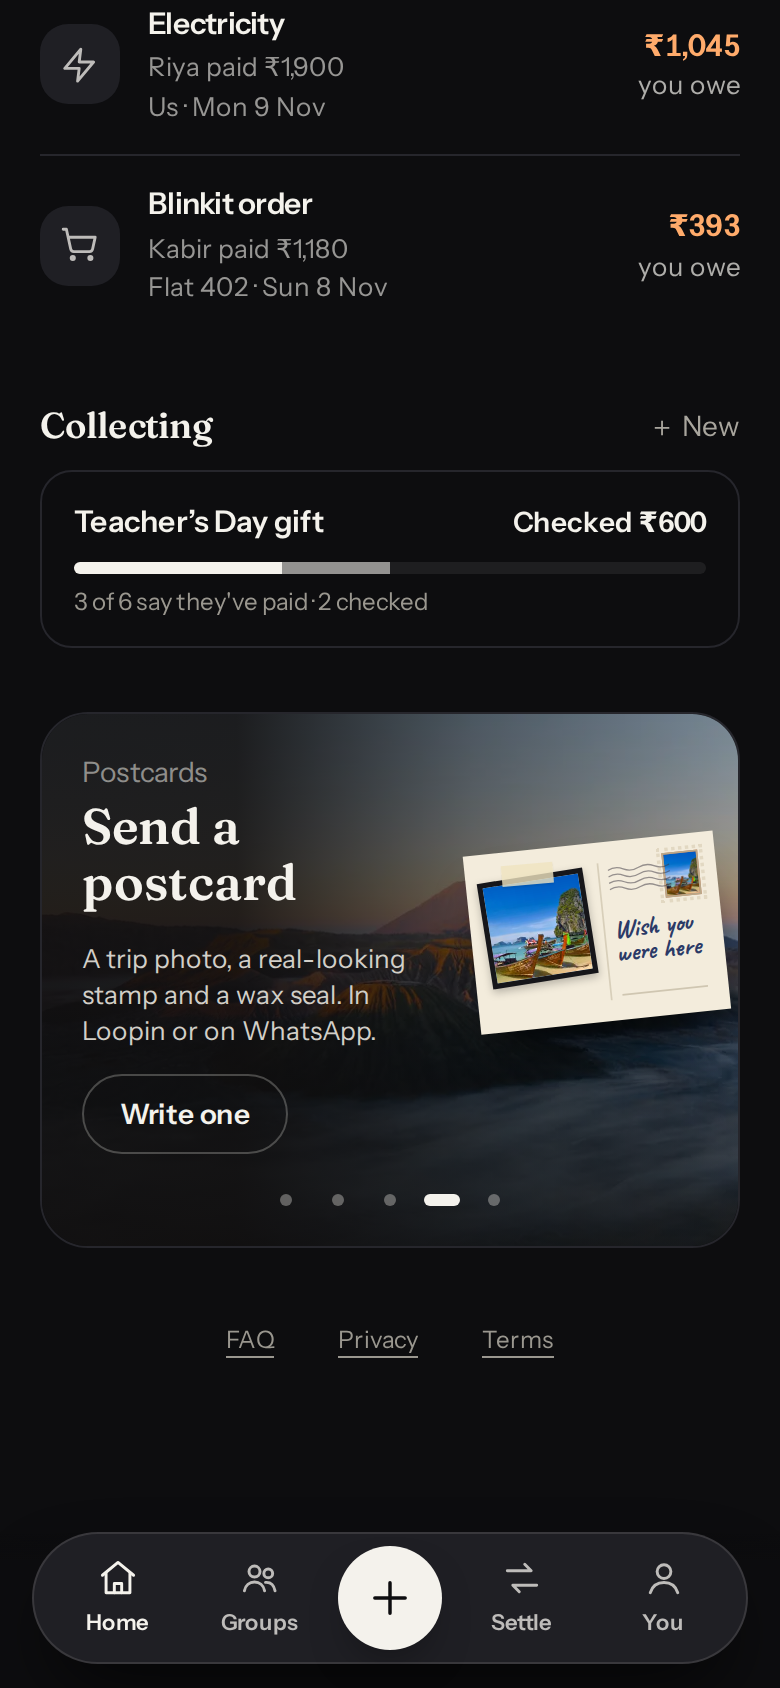 Electricity
₹1,045
Riya paid ₹1,900
you owe
Us · Mon 9 Nov
Blinkit order
₹393
Kabir paid ₹1,180
you owe
Flat 402 · Sun 8 Nov
Collecting
+ New
Teacher’s Day gift
Checked ₹600
3 of 6 say they've paid · 2 checked
Postcards
Send a
postcard
A trip photo, a real-looking
stamp and a wax seal. In
Loopin or on WhatsApp.
Wish you
were here
Write one
FAQ
Privacy
Terms
Home
Groups
Settle
You